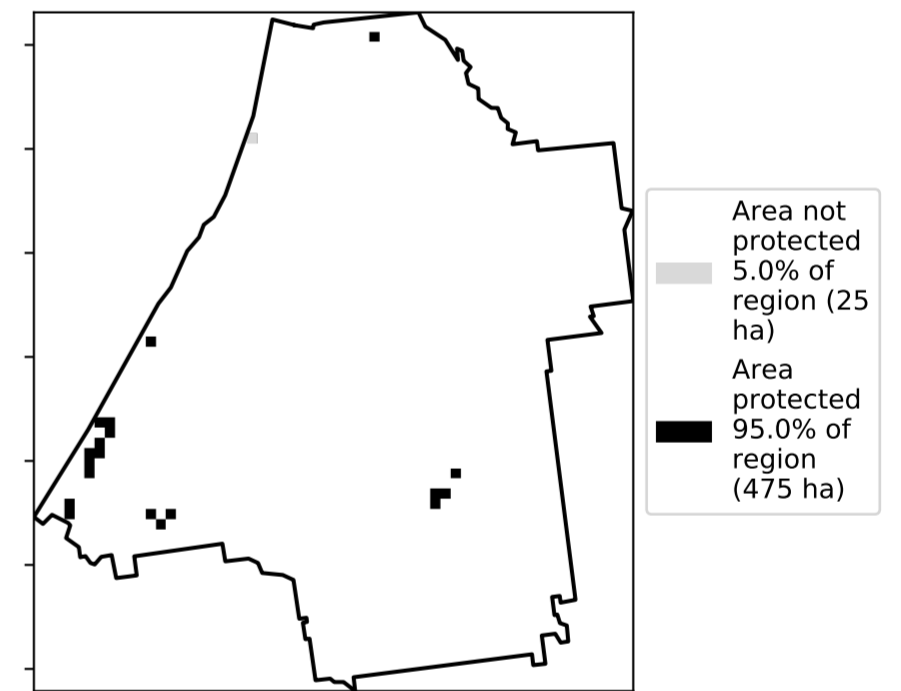 Area not
protected
5.0% of
region (25
ha)
Area
protected
95.0% of
region
(475 ha)